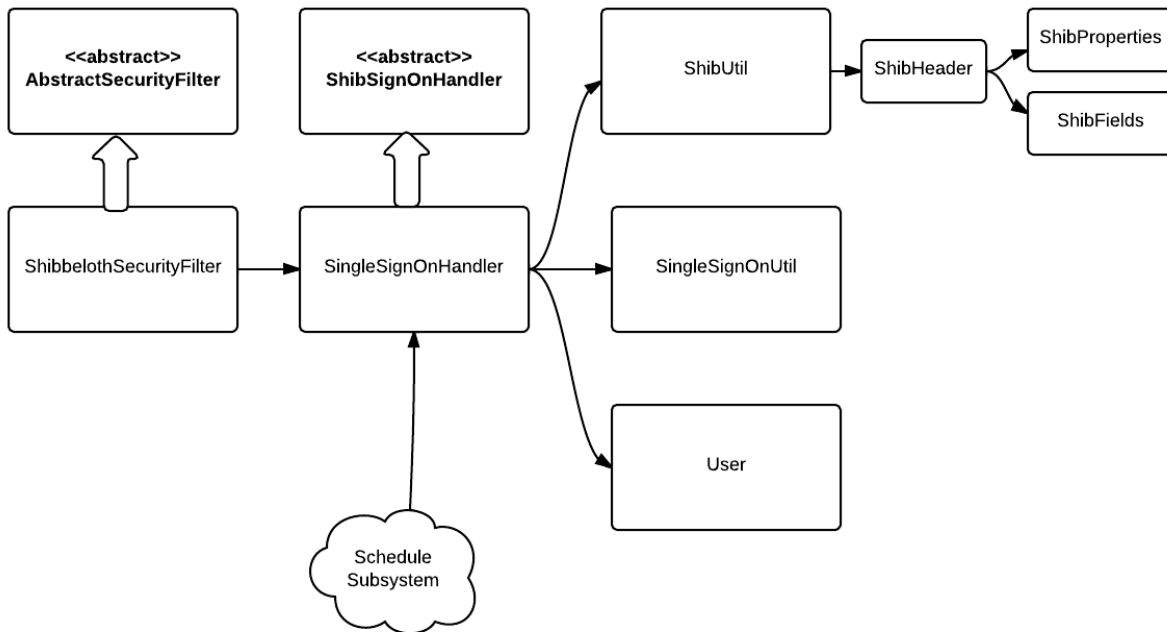 <<abstract>>
AbstractSecurityFilter
<<abstract>>
ShibSignOnHandler
ShibUtil
ShibHeader
ShibProperties
ShibFields
ShibbelothSecurityFilter
SingleSignOnHandler
SingleSignOnUtil
User
Schedule
Subsystem